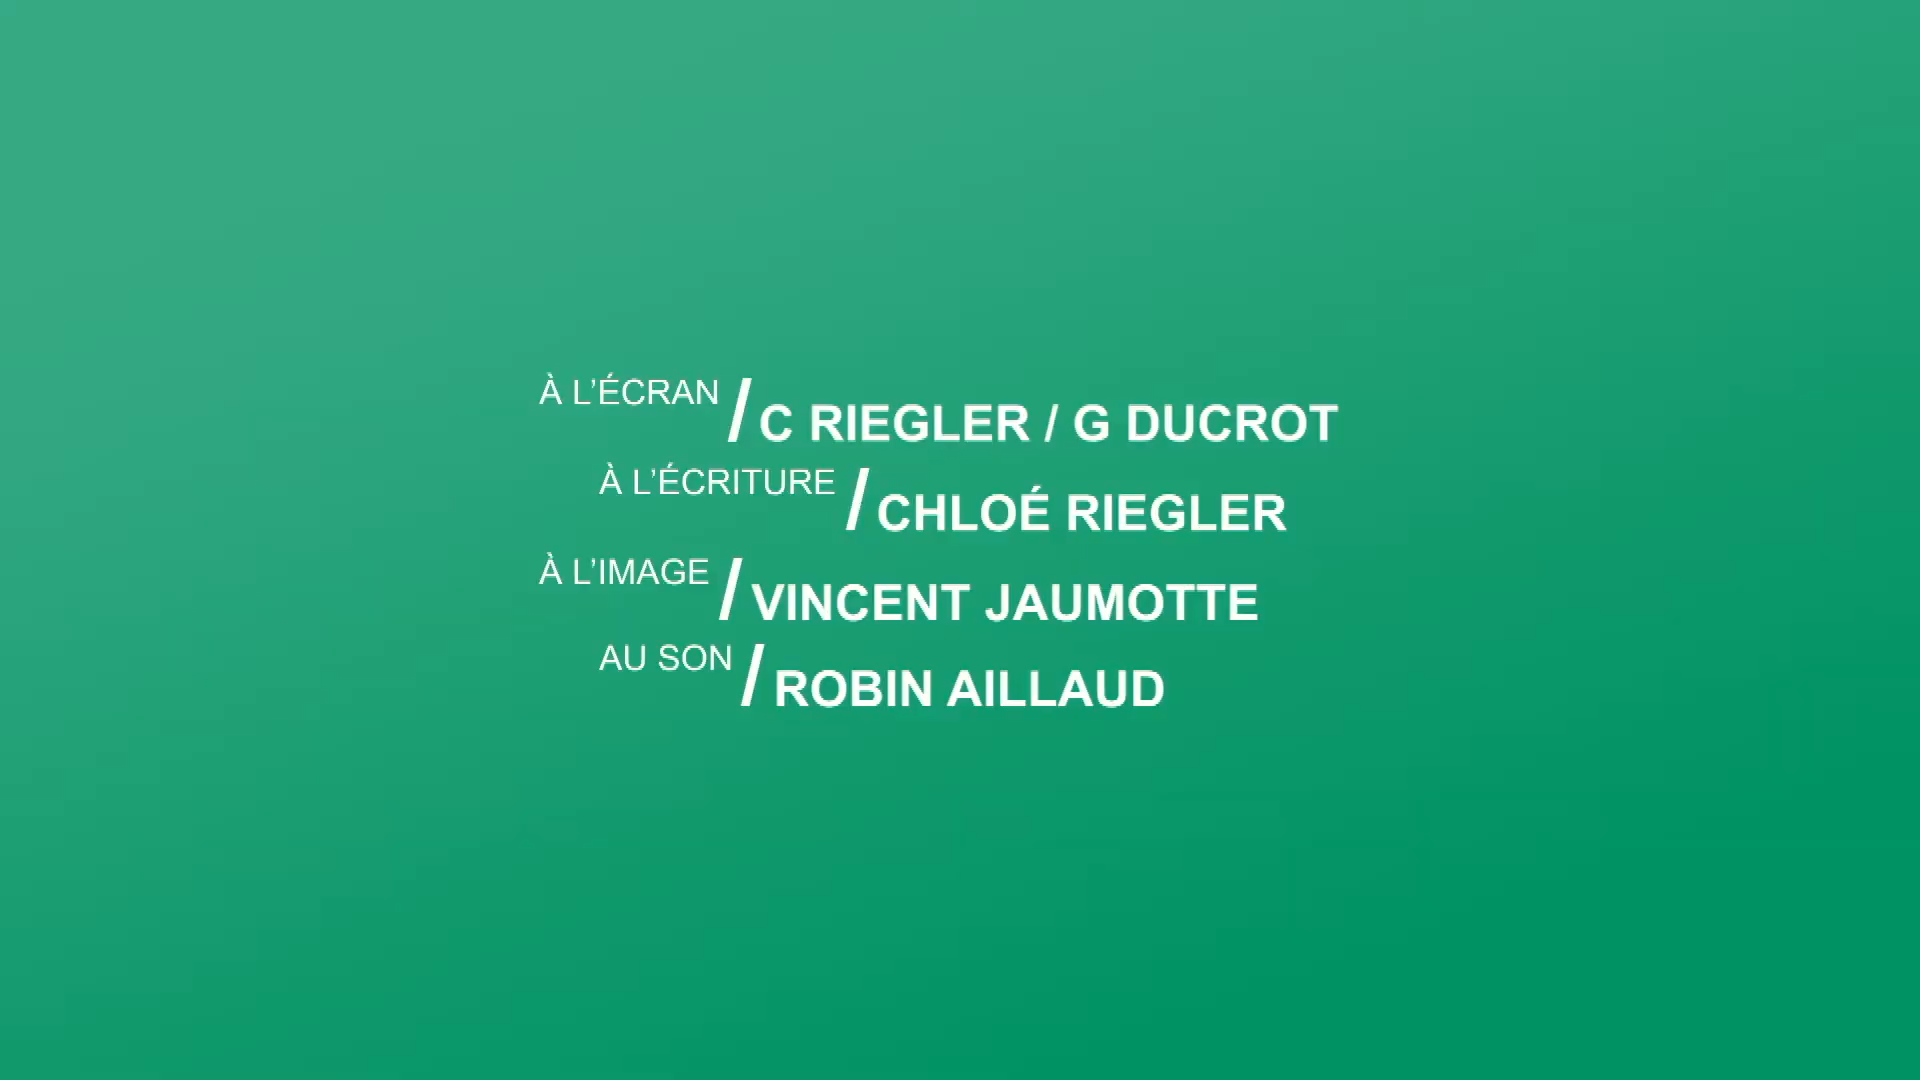 À L’ÉCRAN / C RIEGLER / G DUCROT
À L’ÉCRITURE / CHLOÉ RIEGLER
À L’IMAGE / VINCENT JAUMOTTE
AU SON / ROBIN AILLAUD